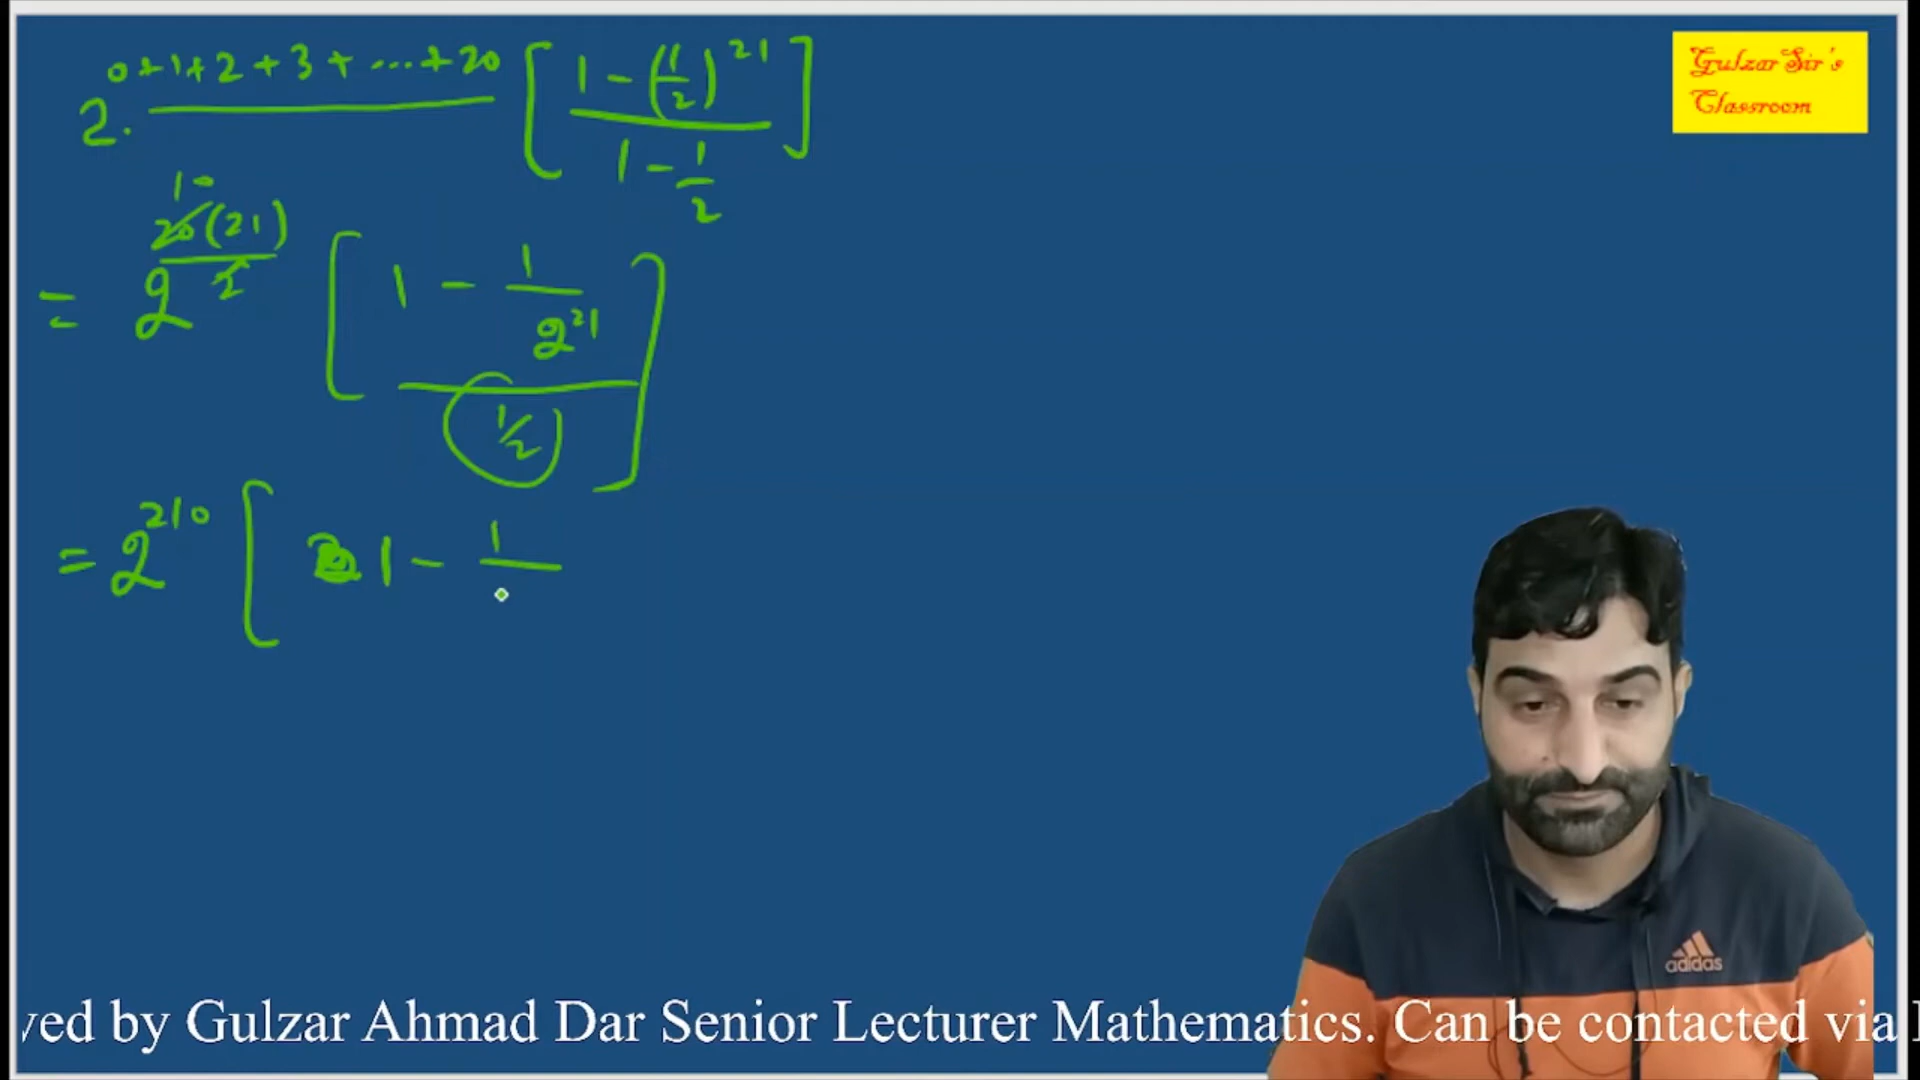 Gulzar Sir's
Classroom
2. 0+1+2+3+...+20 [ 1-(1/2)^21 / 1-1/2 ]
= 2^ 20(21)/2 10 [ 1 - 1/2^21 / 1/2 ]
= 2^210 [ 1 - 1/
adidas
by Gulzar Ahmad Dar Senior Lecturer Mathematics. Can be contacted via